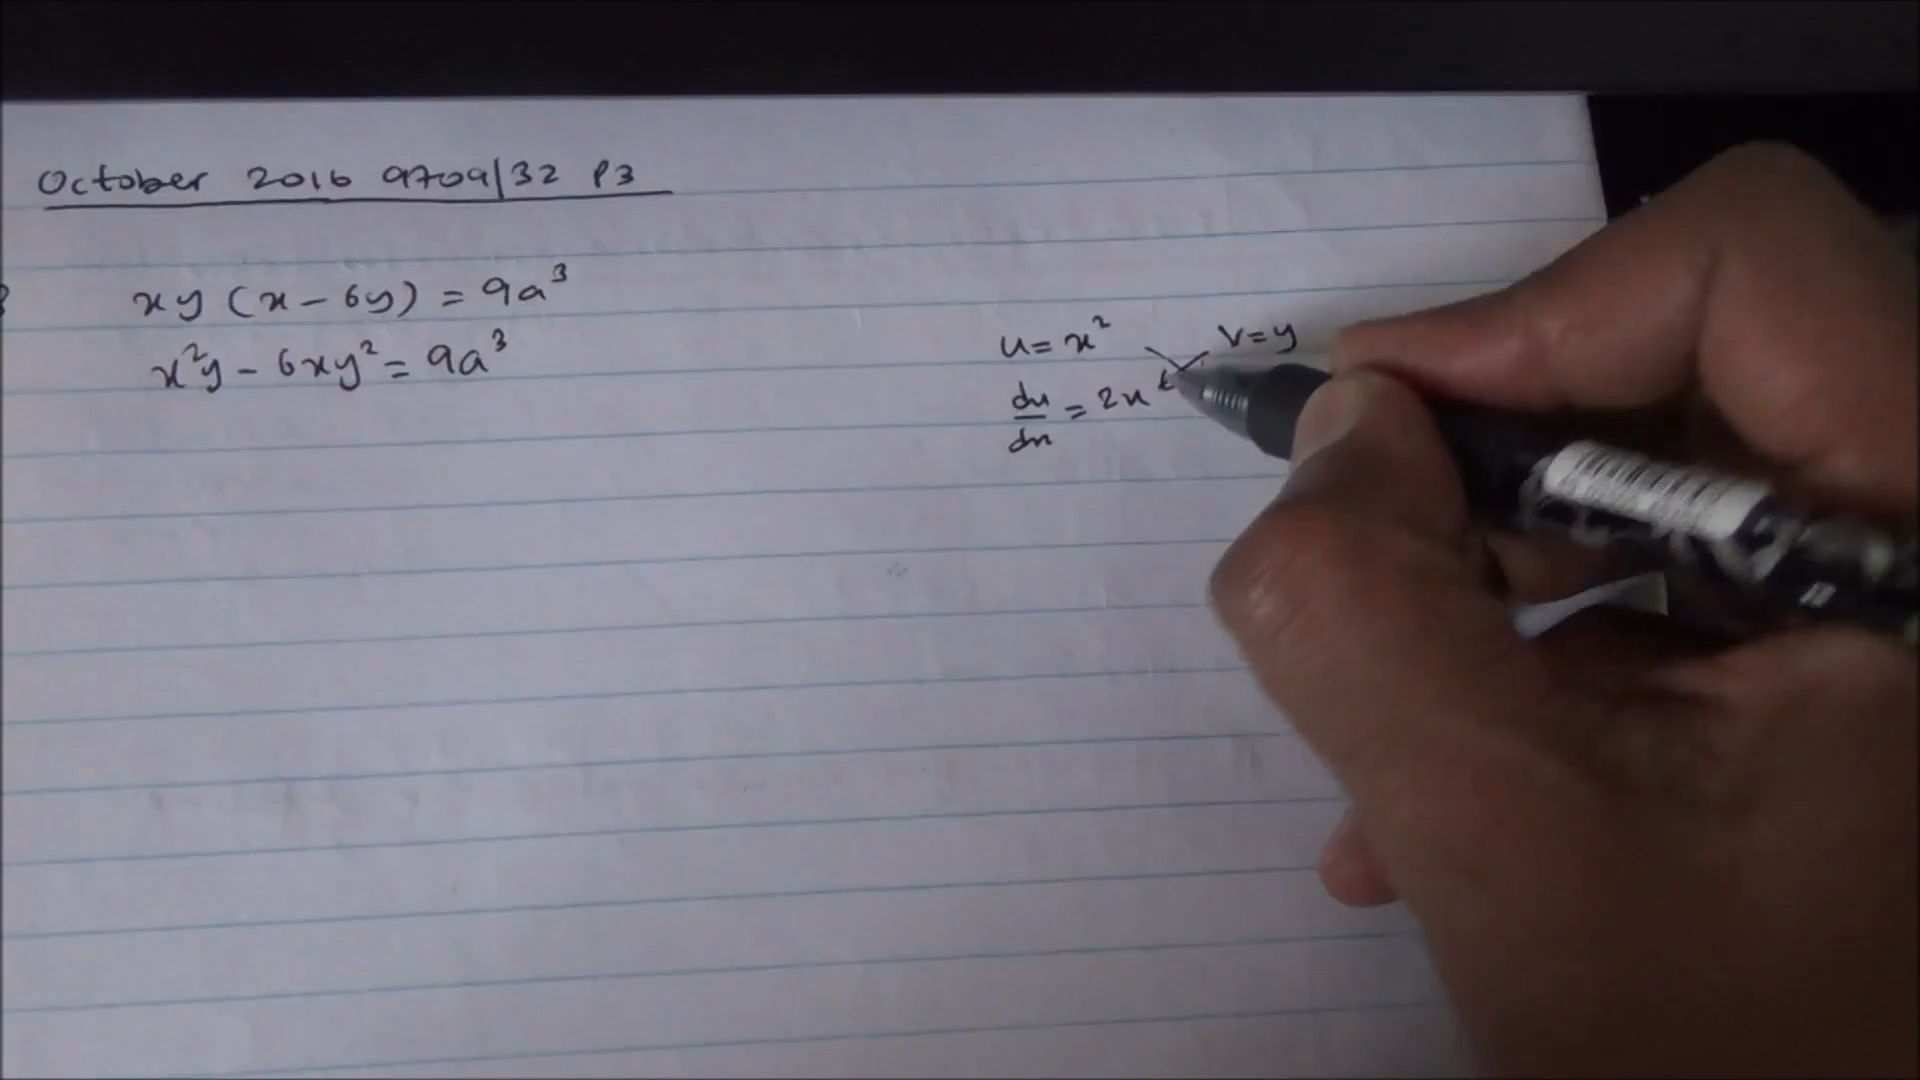 October 2016 9709/32 P3
xy (x - 6y) = 9a³
x²y - 6xy² = 9a³
u = x² v = y
du/dx = 2x